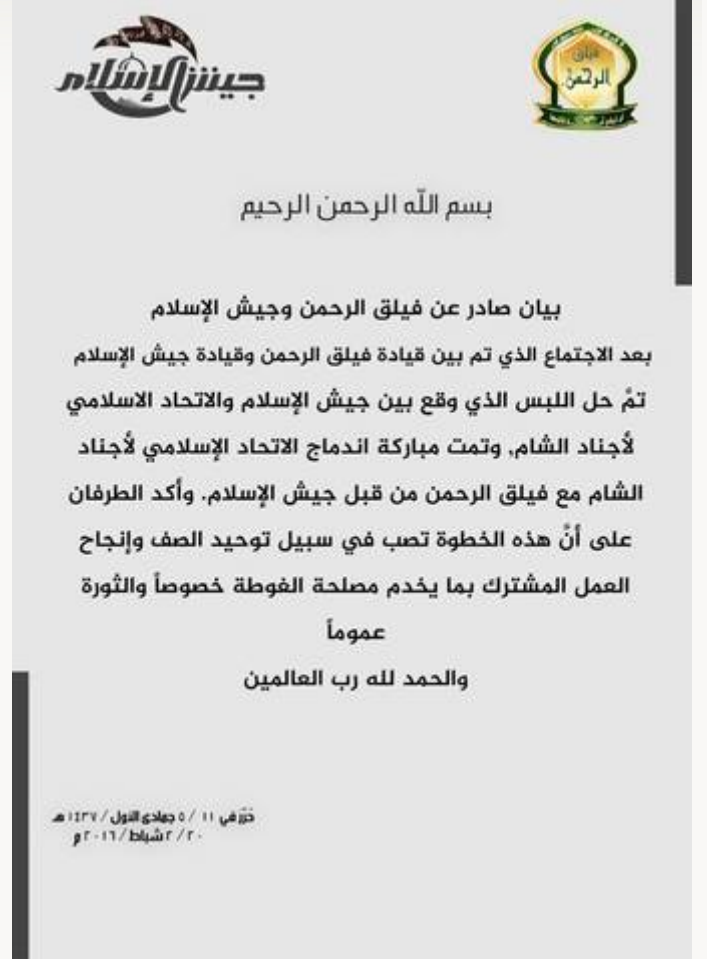 جيش الإسلام
فيلق
الرحمن
بسم اللّه الرحمن الرحيم
بيان صادر عن فيلق الرحمن وجيش الإسلام
بعد الاجتماع الذي تم بين قيادة فيلق الرحمن وقيادة جيش الإسلام
تمَّ حل اللبس الذي وقع بين جيش الإسلام والاتحاد الاسلامي
لأجناد الشام, وتمت مباركة اندماج الاتحاد الإسلامي لأجناد
الشام مع فيلق الرحمن من قبل جيش الإسلام. وأكد الطرفان
على أنَّ هذه الخطوة تصب في سبيل توحيد الصف وإنجاح
العمل المشترك بما يخدم مصلحة الغوطة خصوصاً والثورة
عموماً
والحمد لله رب العالمين
حُرّر في ١١ / ٥ جمادى الأول / ١٤٣٧ هـ
٢٠ / ٢ شباط / ٢٠١٦ م